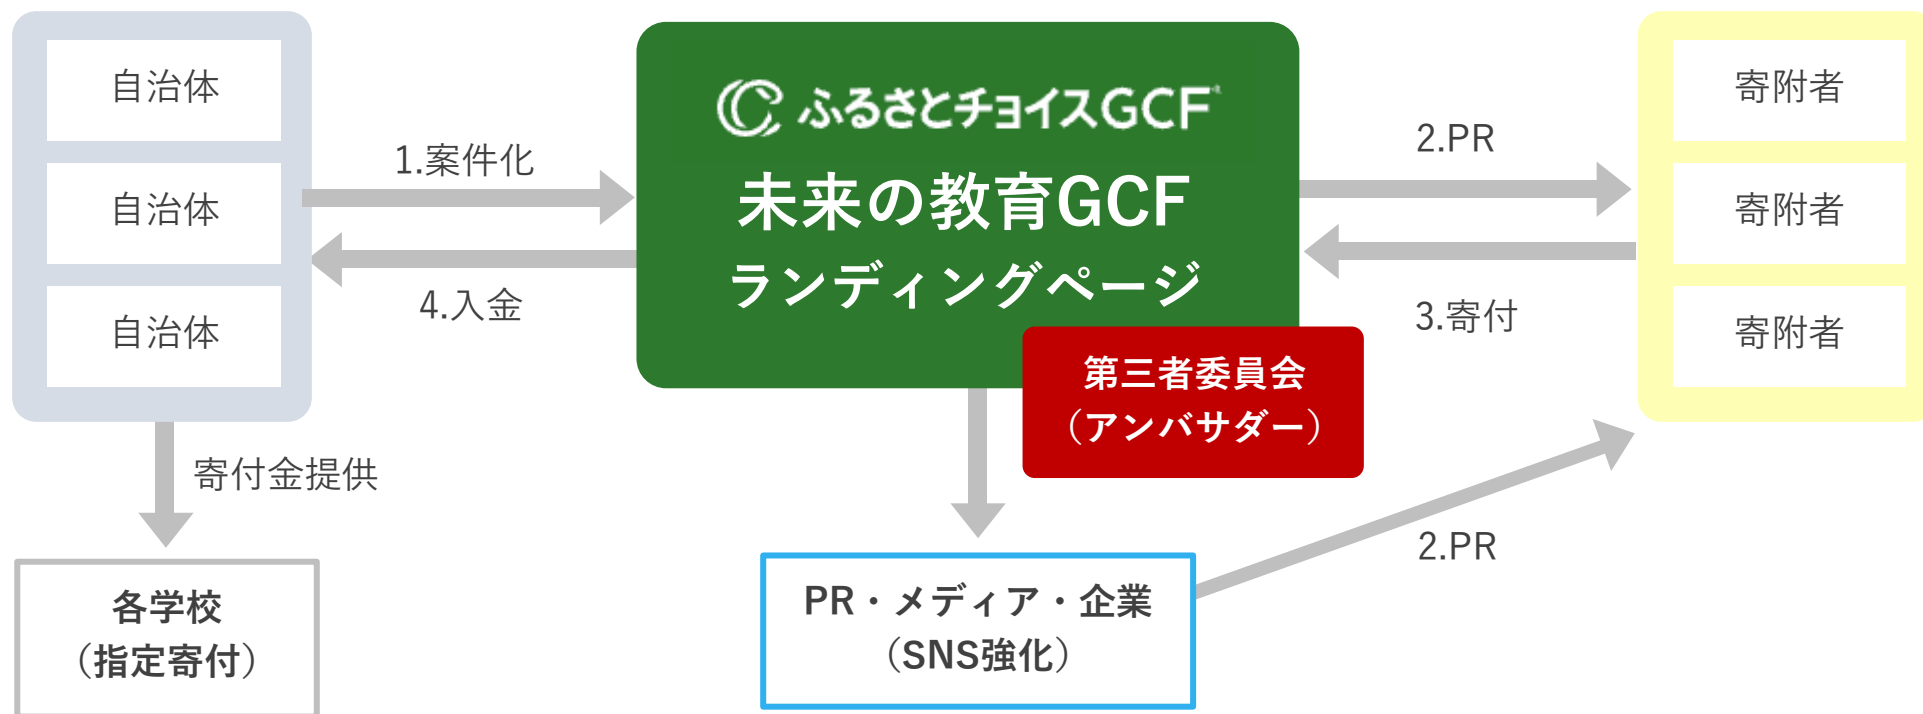 自治体
自治体
自治体
1.案件化
4.入金
寄付金提供
各学校
（指定寄付）
ふるさとチョイスGCF
未来の教育GCF
ランディングページ
第三者委員会
（アンバサダー）
PR・メディア・企業
（SNS強化）
2.PR
3.寄付
2.PR
寄附者
寄附者
寄附者